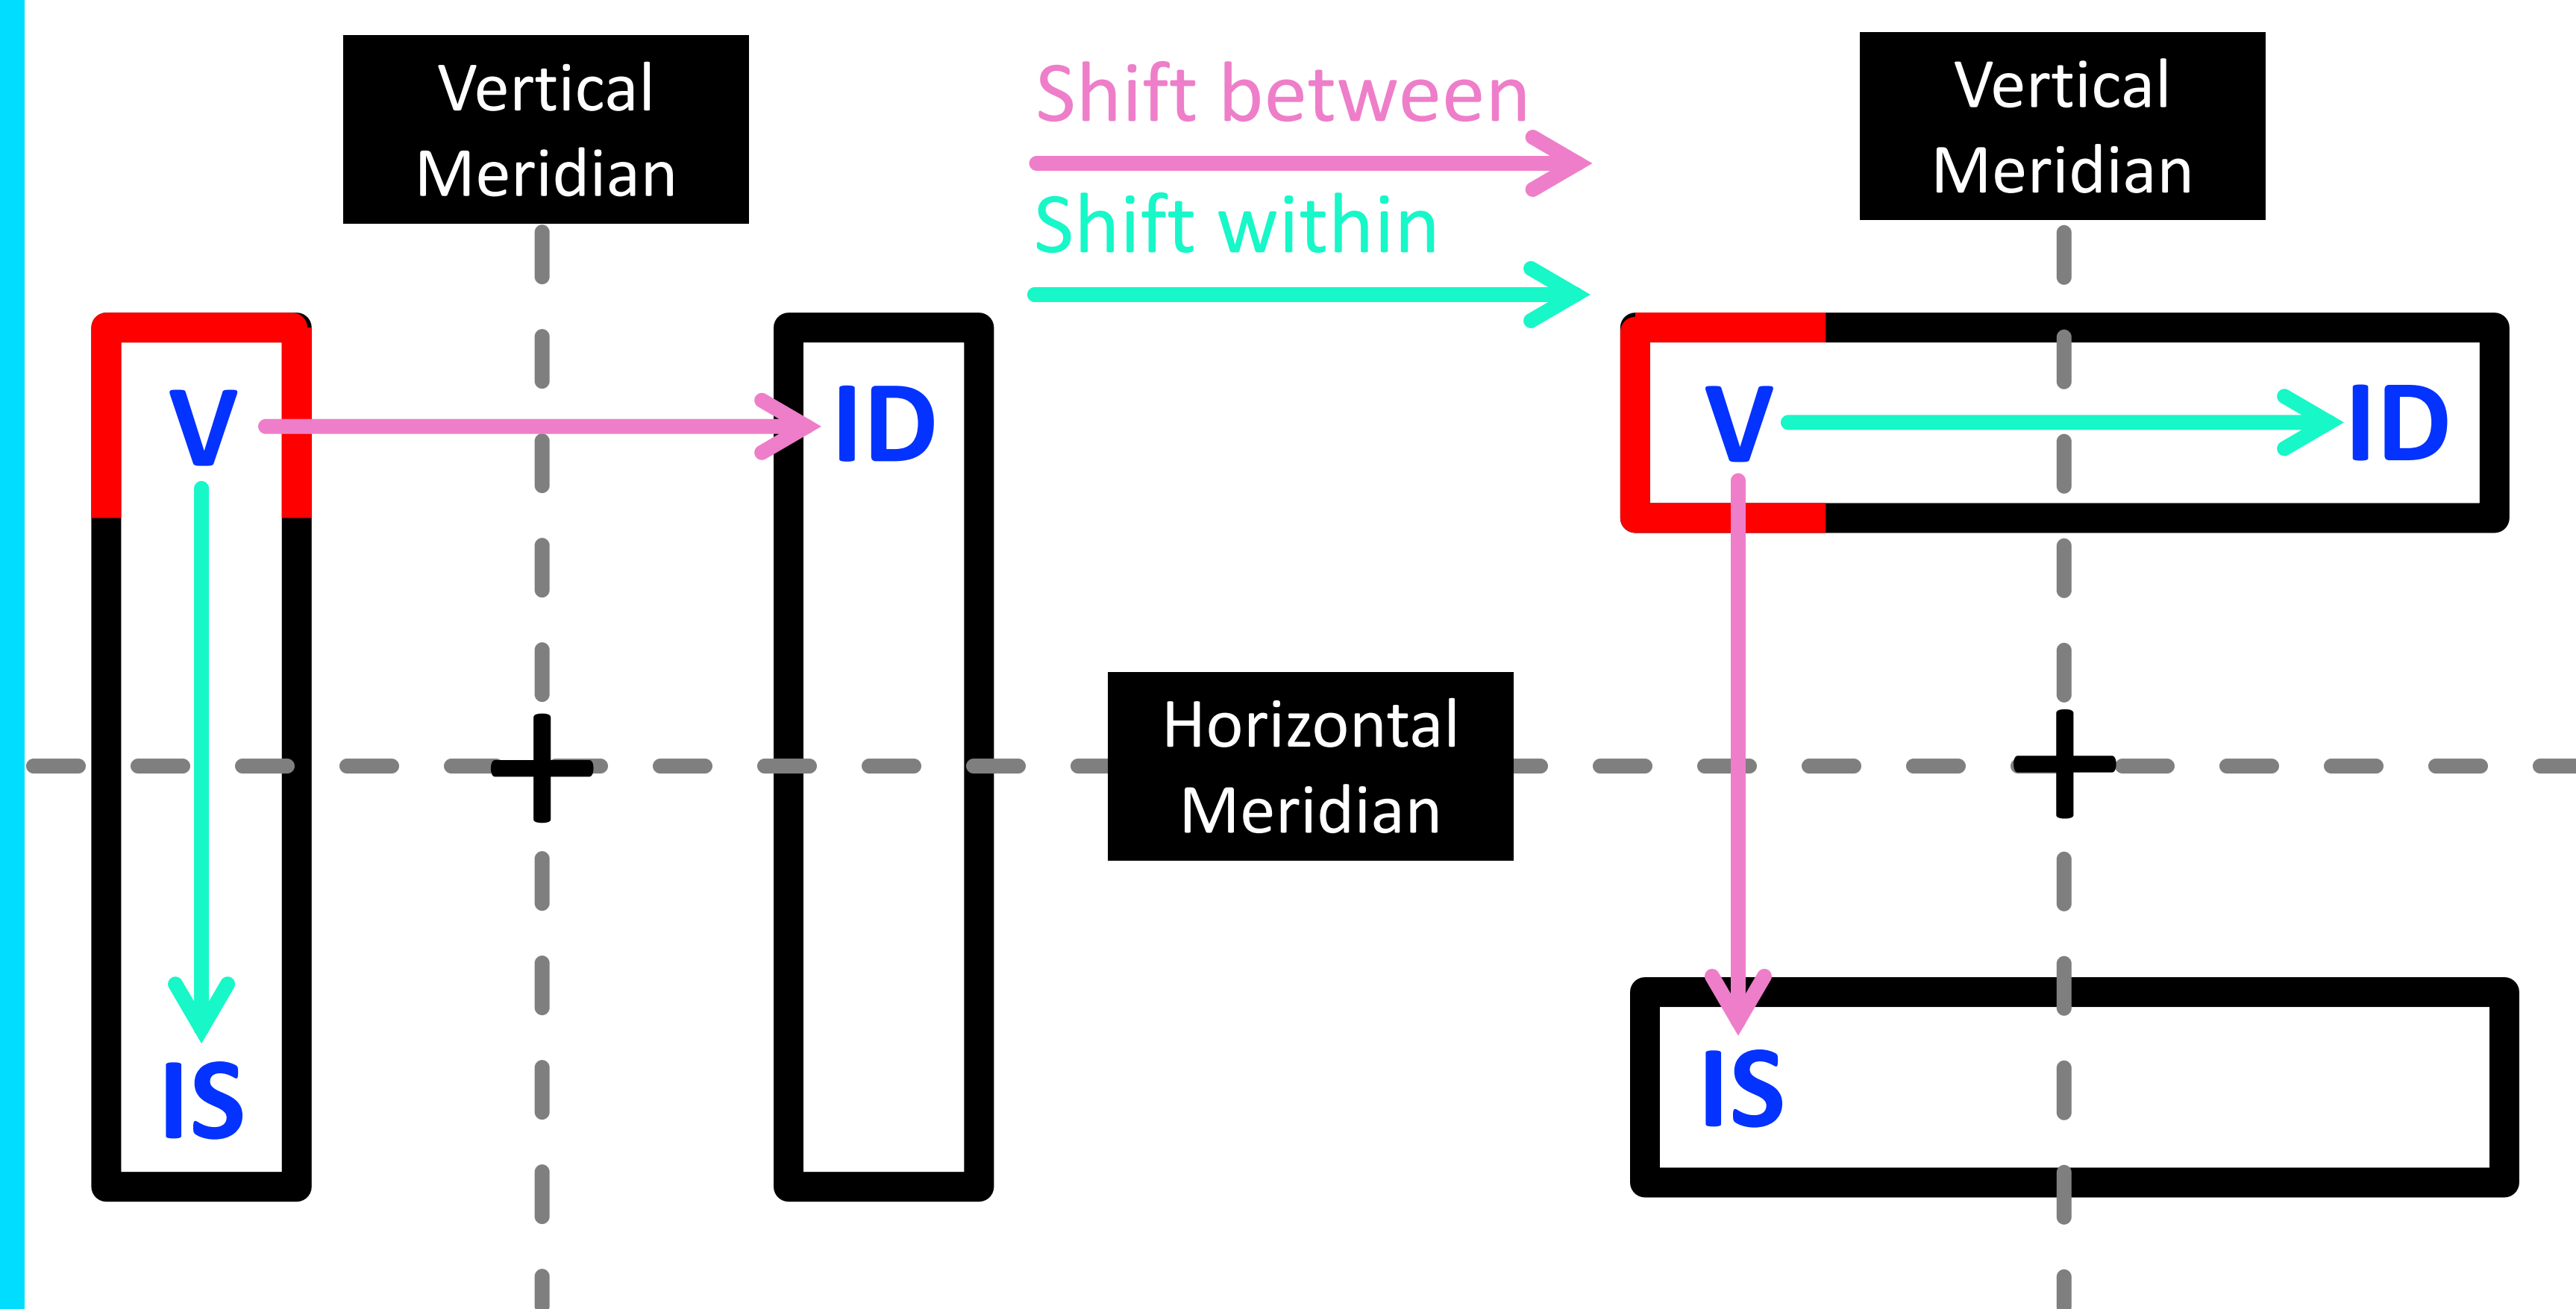 Vertical
Meridian
Shift between
Shift within
Vertical
Meridian
V
ID
V
ID
Horizontal
Meridian
IS
IS